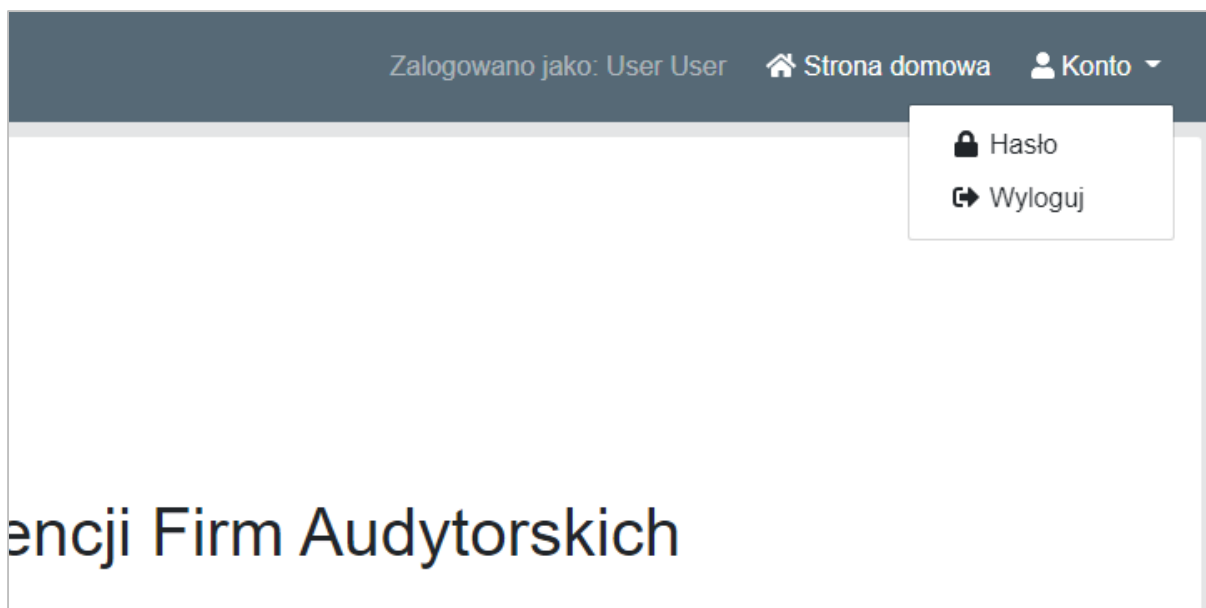 Zalogowano jako: User User Strona domowa Konto
Hasło
Wyloguj
encji Firm Audytorskich